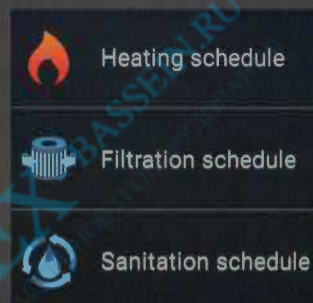 Heating schedule
BASSEIN.RU
Filtration schedule
Sanitation schedule